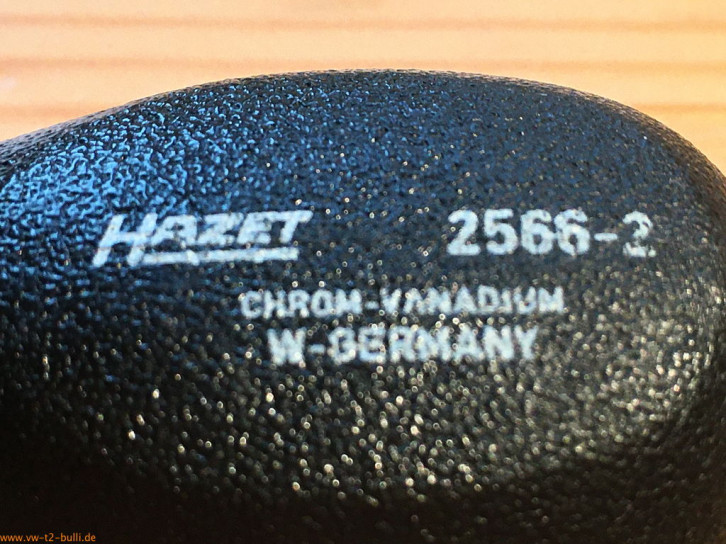 HAZET 2566-2
CHROM-VANADIUM
W-GERMANY
www.vw-t2-bulli.de